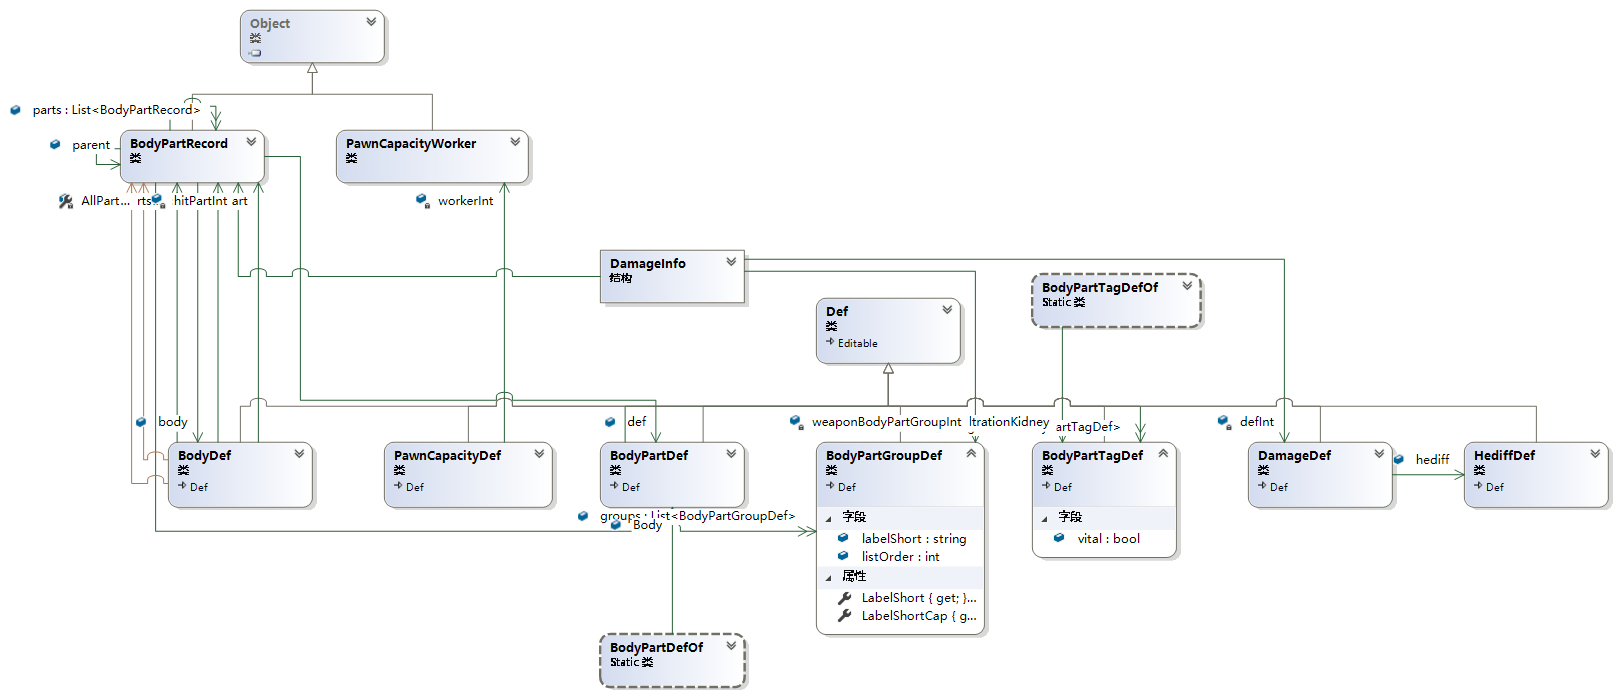 Object
类
parts : List<BodyPartRecord>
parent
BodyPartRecord
类
PawnCapacityWorker
类
AllPart...
rts
hitPartInt
art
workerInt
DamageInfo
结构
BodyPartTagDefOf
Static 类
Def
类
Editable
body
def
weaponBodyPartGroupInt
ltrationKidney
artTagDef>
defInt
BodyDef
类
Def
PawnCapacityDef
类
Def
BodyPartDef
类
Def
BodyPartGroupDef
类
Def
字段
labelShort : string
listOrder : int
属性
LabelShort { get; }...
LabelShortCap { g...
BodyPartTagDef
类
Def
字段
vital : bool
DamageDef
类
Def
hediff
HediffDef
类
Def
groups : List<BodyPartGroupDef>
Body
BodyPartDefOf
Static 类